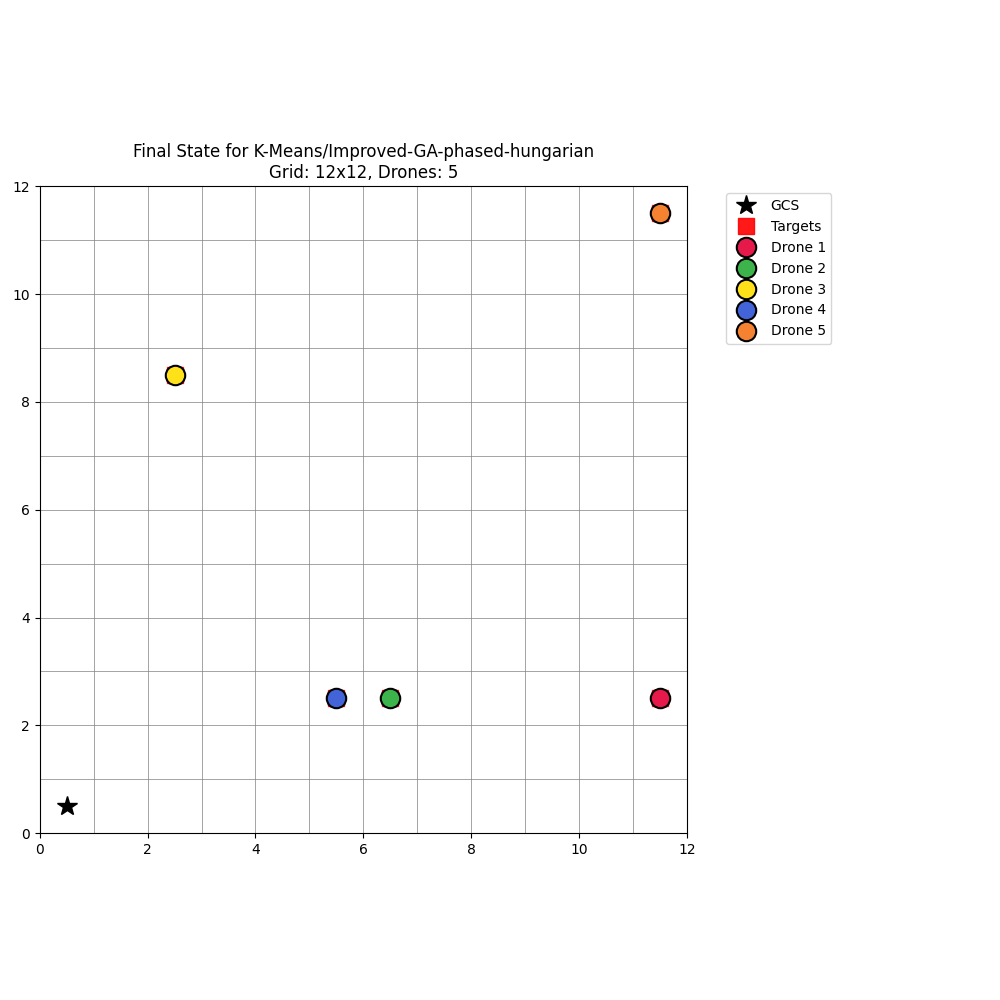 Final State for K-Means/Improved-GA-phased-hungarian
Grid: 12x12, Drones: 5
12
10
8
6
4
2
0
0 2 4 6 8 10 12
GCS
Targets
Drone 1
Drone 2
Drone 3
Drone 4
Drone 5